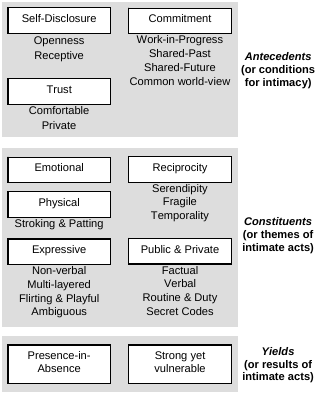 Self-Disclosure
Openness
Receptive
Trust
Comfortable
Private
Commitment
Work-in-Progress
Shared-Past
Shared-Future
Common world-view
Antecedents
(or conditions
for intimacy)
Emotional
Physical
Stroking & Patting
Expressive
Non-verbal
Multi-layered
Flirting & Playful
Ambiguous
Reciprocity
Serendipity
Fragile
Temporality
Public & Private
Factual
Verbal
Routine & Duty
Secret Codes
Constituents
(or themes of
intimate acts)
Presence-in-
Absence
Strong yet
vulnerable
Yields
(or results of
intimate acts)